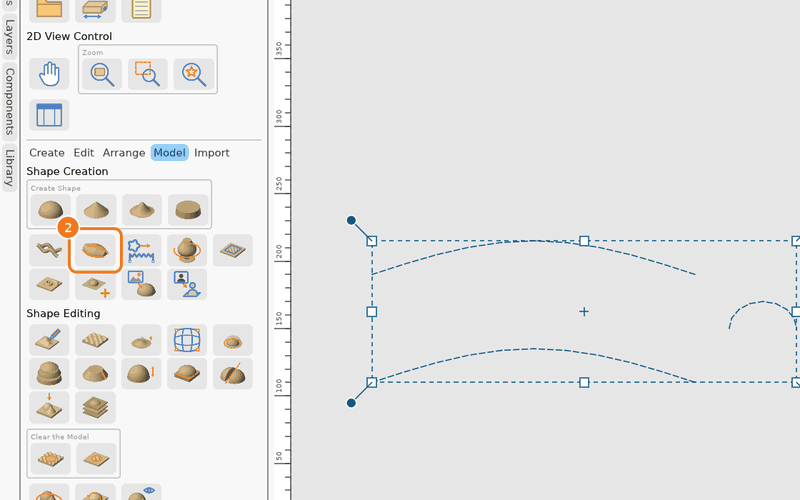 Layers
Components
Library
2D View Control
Zoom
Create Edit Arrange Model Import
Shape Creation
Create Shape
2
Shape Editing
Clear the Model
350
300
250
200
150
100
50